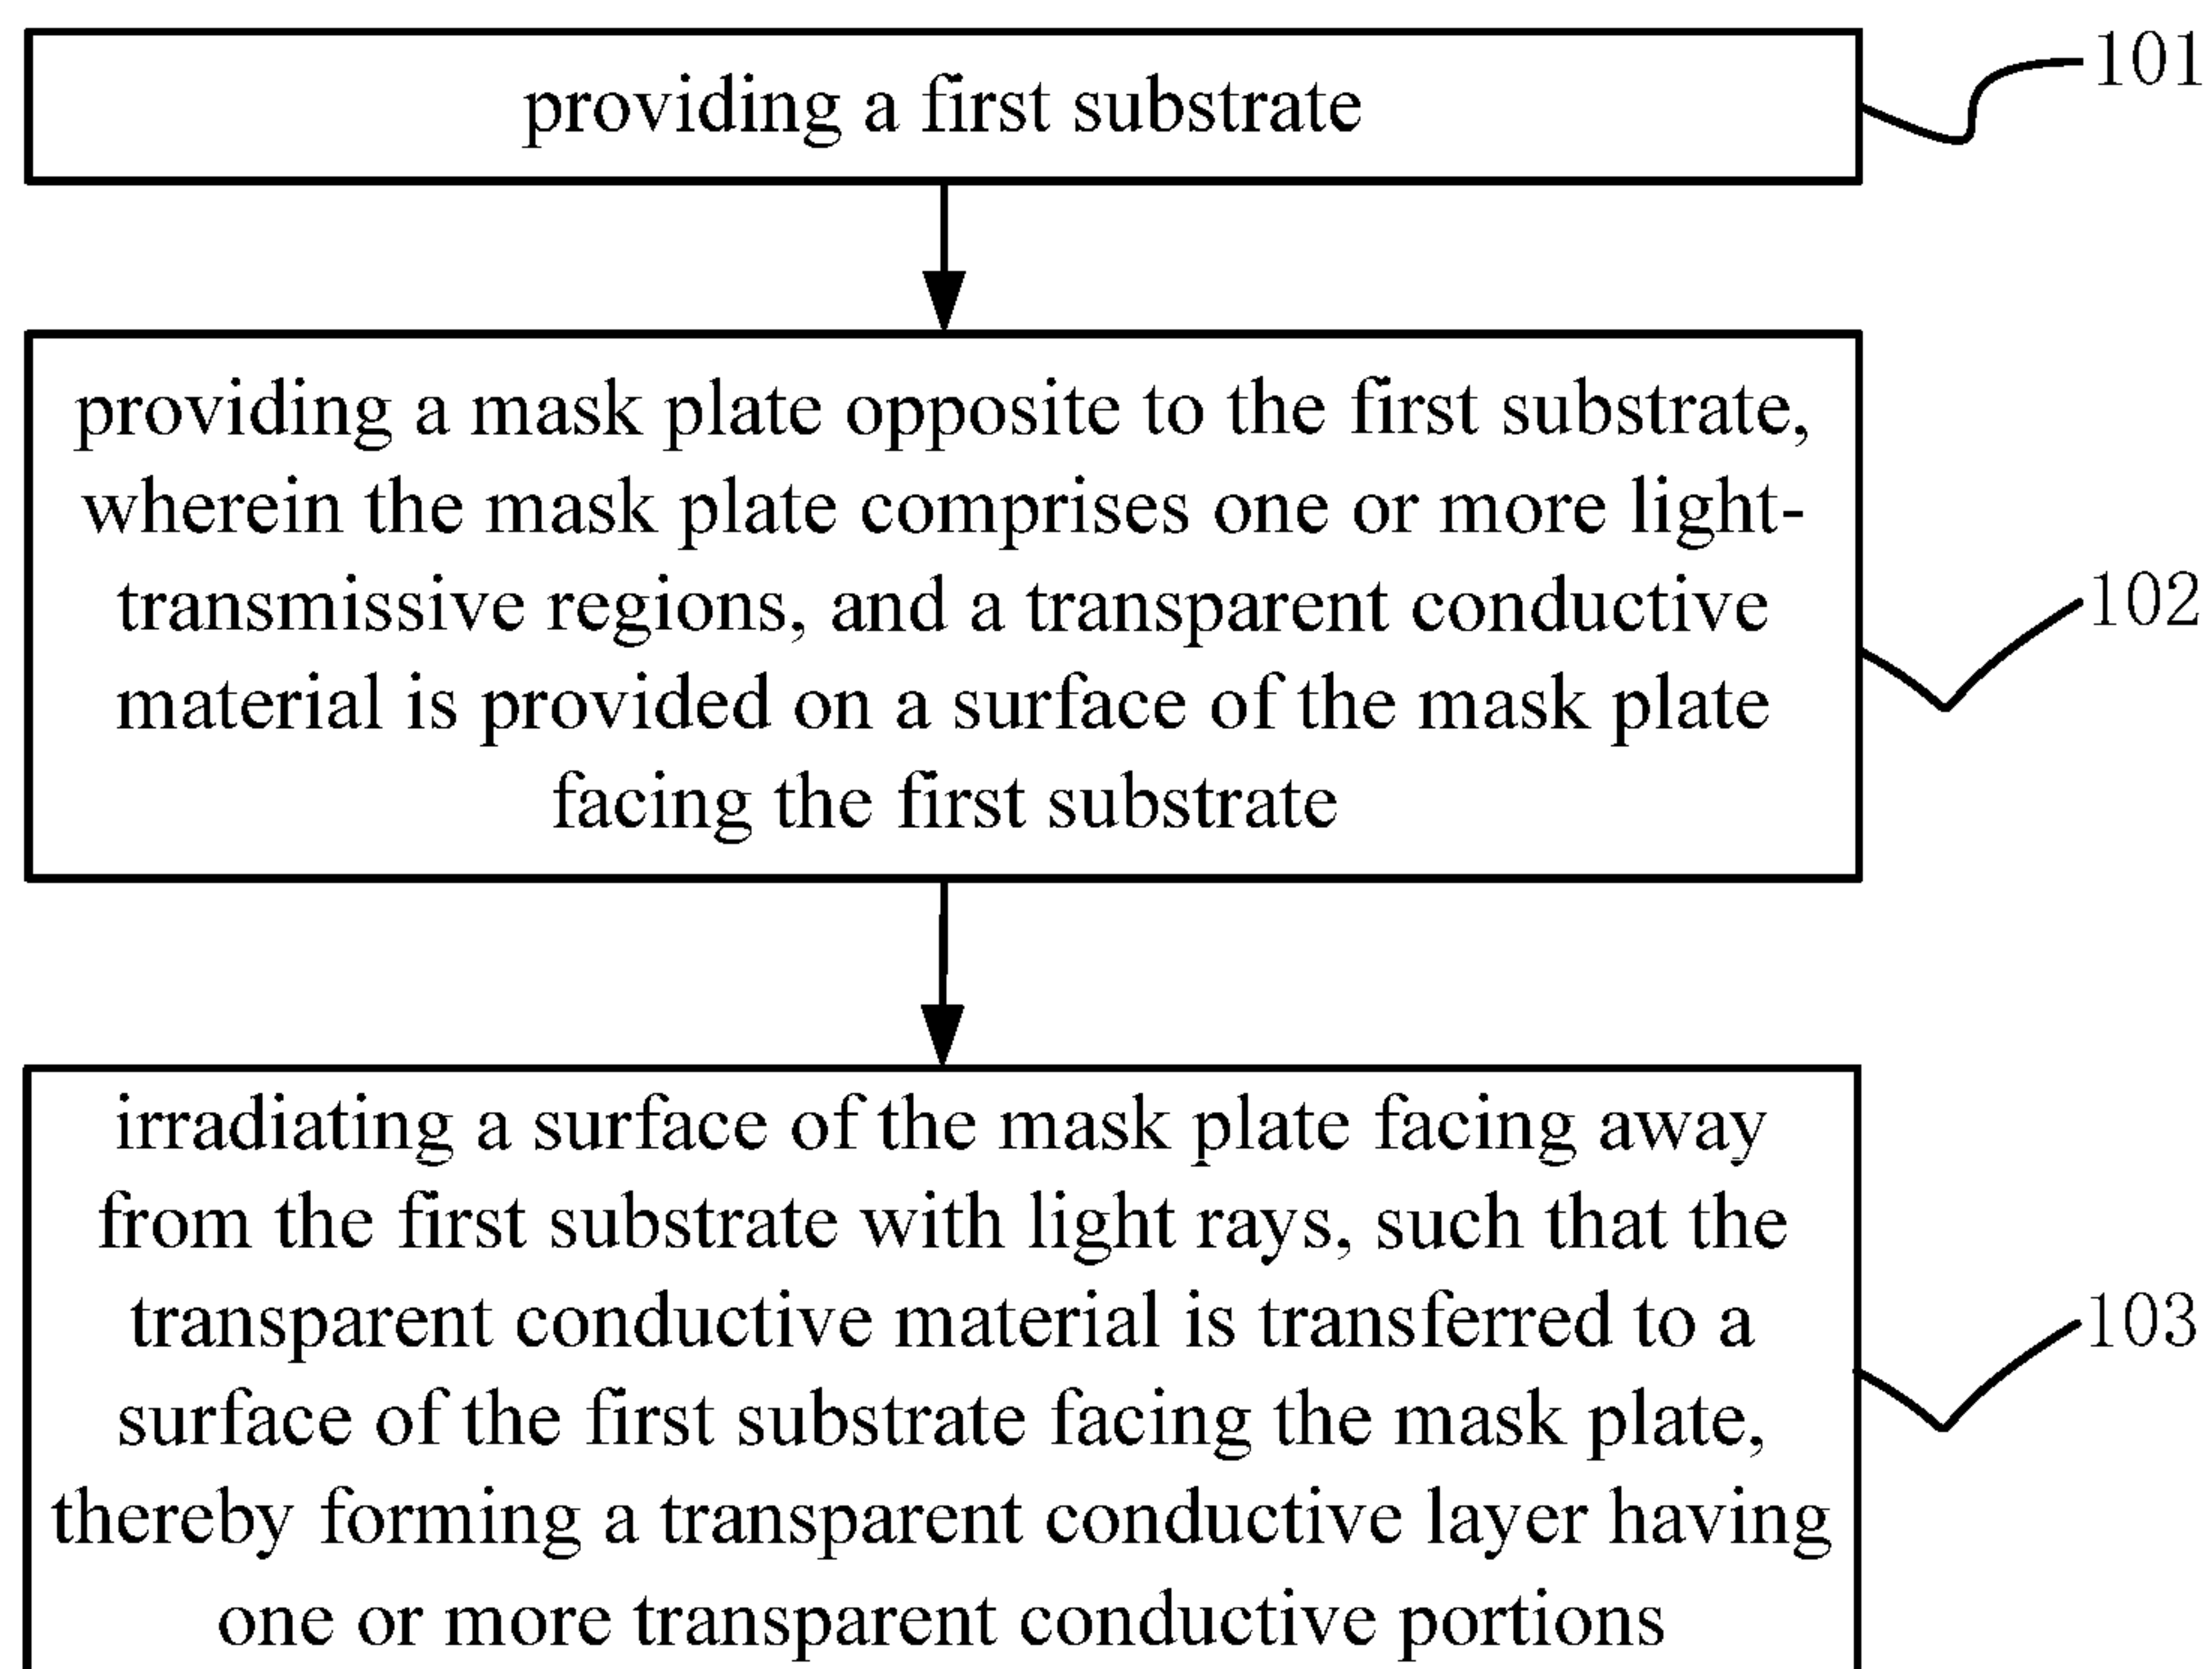 providing a first substrate
101
providing a mask plate opposite to the first substrate,
wherein the mask plate comprises one or more light-
transmissive regions, and a transparent conductive
material is provided on a surface of the mask plate
facing the first substrate
102
irradiating a surface of the mask plate facing away
from the first substrate with light rays, such that the
transparent conductive material is transferred to a
surface of the first substrate facing the mask plate,
thereby forming a transparent conductive layer having
one or more transparent conductive portions
103